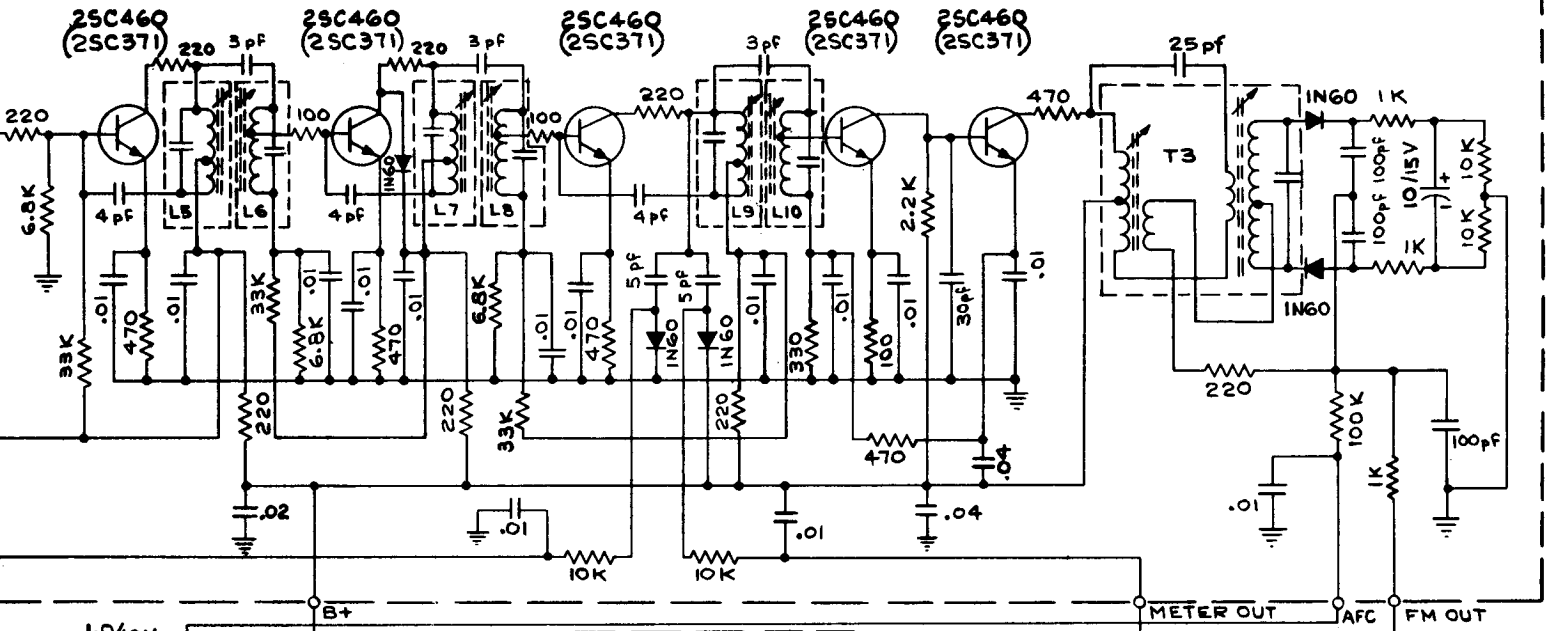 2SC460
(2SC371)
2SC460
(2SC371)
2SC460
(2SC371)
2SC460
(2SC371)
2SC460
(2SC371)
220
3pf
220
3pf
3pf
25pf
220
100
100
220
470
1N60
1K
T3
1N60
6.8K
4pf
L5
L6
4pf
L7
L8
4pf
L9
L10
2.2K
100pf
100pf
10/15V
+
10K
10K
1K
1N60
.01
470
.01
33K
.01
6.8K
.01
470
.01
6.8K
.01
.01
470
5pf
5pf
1N60
1N60
.01
330
.01
100
.01
30pf
.01
33K
220
220
33K
220
470
.04
220
100K
1K
100pf
.02
.01
.01
.04
.01
10K
10K
B+
METER OUT
AFC
FM OUT